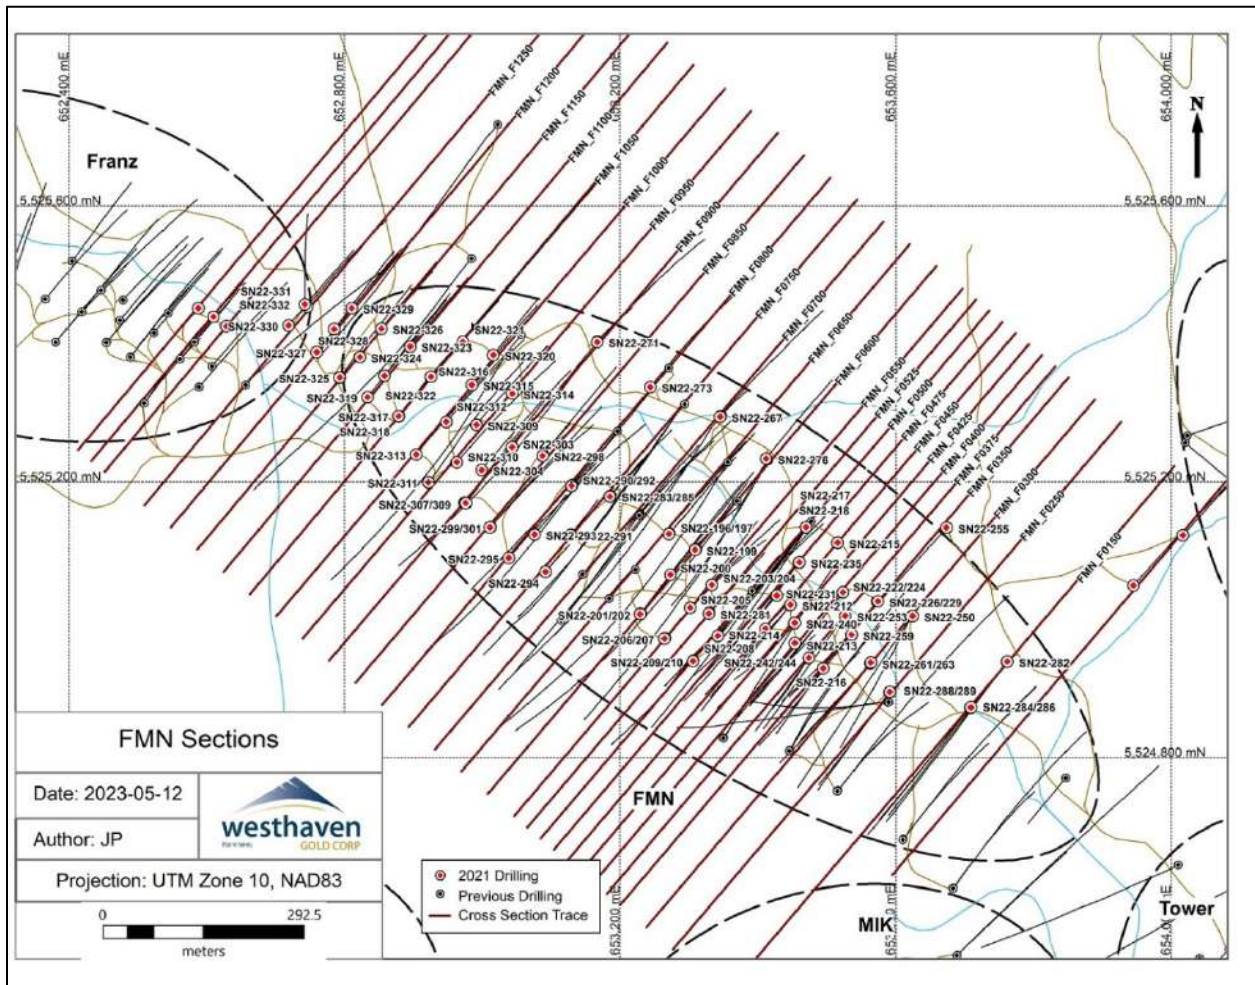 652,400 mE
652,800 mE
653,600 mE
654,000 mE
FMN_F1250
FMN_F1200
FMN_F1150
FMN_F1100
FMN_F1050
FMN_F1000
FMN_F0950
FMN_F0900
FMN_F0850
FMN_F0800
FMN_F0750
FMN_F0700
FMN_F0650
FMN_F0600
FMN_F0550
FMN_F0525
FMN_F0500
FMN_F0475
FMN_F0450
FMN_F0425
FMN_F0400
FMN_F0375
FMN_F0350
FMN_F0300
FMN_F0250
FMN_F0150
N
Franz
5,525,600 mN
5,525,600 mN
SN22-331
SN22-332
SN22-330
SN22-329
SN22-328
SN22-326
SN22-321
SN22-271
SN22-327
SN22-323
SN22-324
SN22-320
SN22-325
SN22-316
SN22-315
SN22-273
SN22-319
SN22-322
SN22-314
SN22-317
SN22-312
SN22-318
SN22-309
SN22-267
SN22-313
SN22-303
SN22-298
SN22-310
SN22-304
SN22-276
5,525,200 mN
5,525,200 mN
SN22-311
SN22-290/292
SN22-283/285
SN22-217
SN22-218
SN22-307/309
SN22-299/301
SN22-293
22-291
SN22-196/197
SN22-255
SN22-215
SN22-199
SN22-295
SN22-235
SN22-294
SN22-200
SN22-203/204
SN22-222/224
SN22-205
SN22-231
SN22-226/229
SN22-201/202
SN22-281
SN22-212
SN22-253
SN22-250
SN22-240
SN22-206/207
SN22-214
SN22-259
SN22-208
SN22-213
SN22-209/210
SN22-242/244
SN22-261/263
SN22-282
SN22-216
SN22-288/289
SN22-284/286
5,524,800 mN
FMN
MIK
Tower
653,200 mE
FMN Sections
Date: 2023-05-12
Author: JP
westhaven
GOLD CORP
Projection: UTM Zone 10, NAD83
0
292.5
meters
2021 Drilling
Previous Drilling
Cross Section Trace